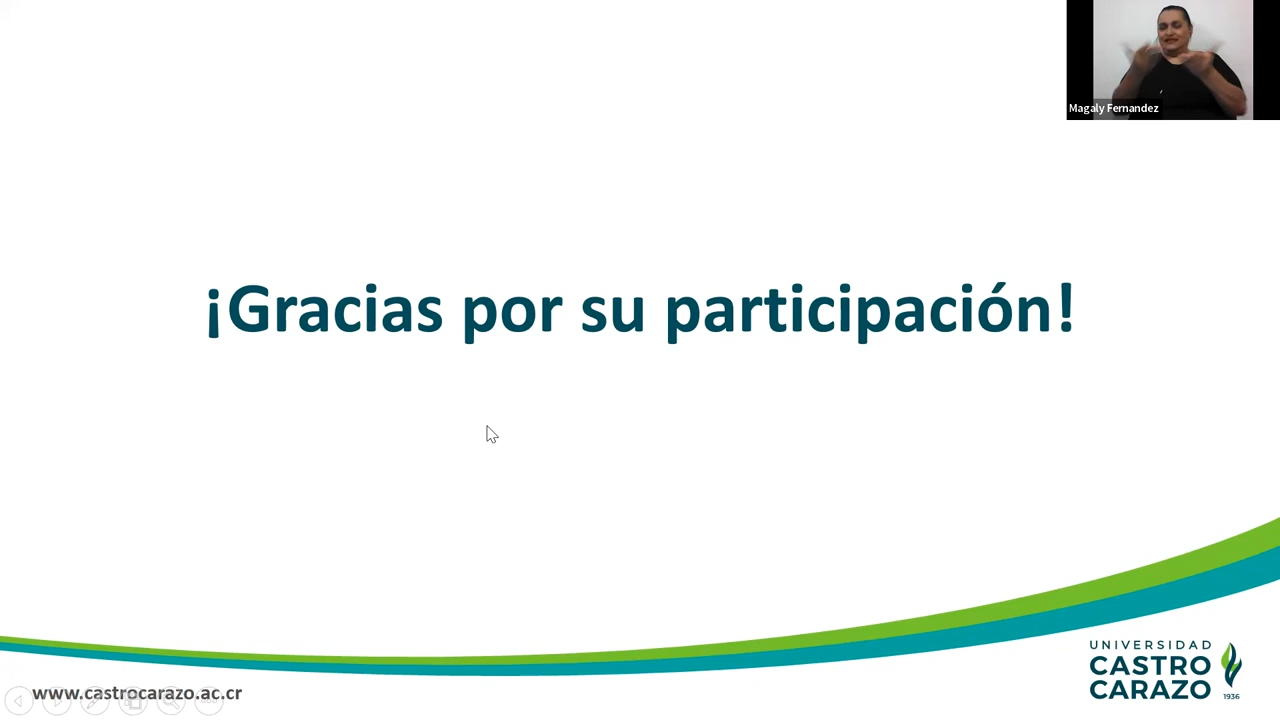 Magaly Fernandez
¡Gracias por su participación!
www.castrocarazo.ac.cr
UNIVERSIDAD
CASTRO
CARAZO
1936